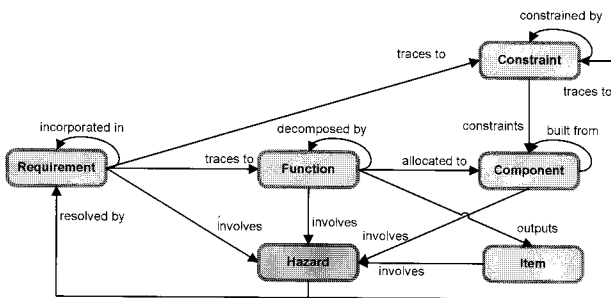 constrained by
traces to
Constraint
traces to
incorporated in
decomposed by
constraints
built from
Requirement
traces to
Function
allocated to
Component
resolved by
involves
involves
involves
outputs
Hazard
involves
Item